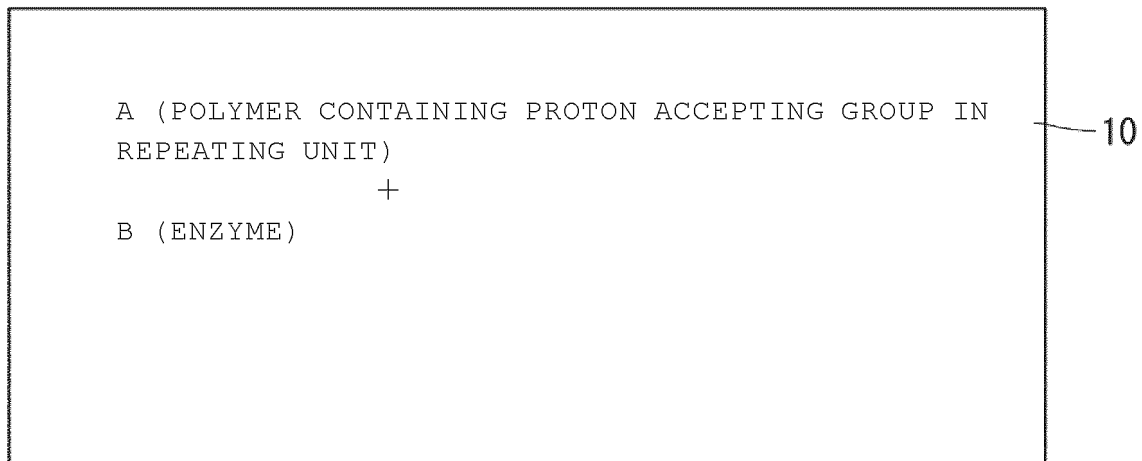 A (POLYMER CONTAINING PROTON ACCEPTING GROUP IN
REPEATING UNIT)
+
B (ENZYME)
10